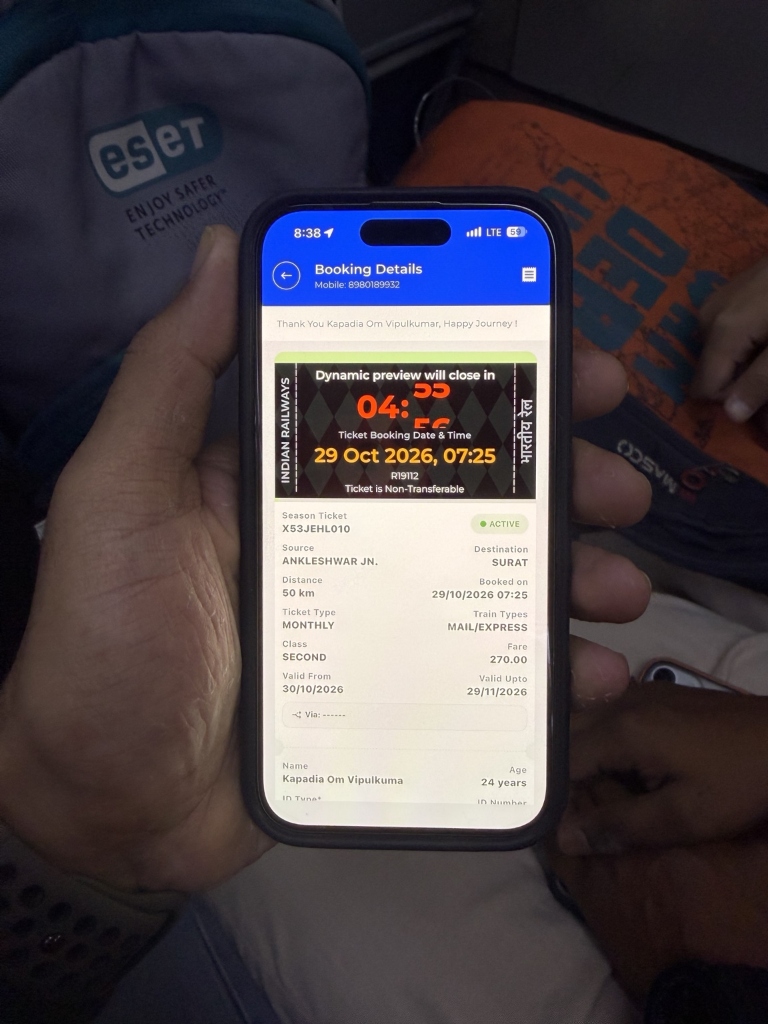 eset
ENJOY SAFER
TECHNOLOGY™
8:38 LTE 59
Booking Details
Mobile: 8980189932
Thank You Kapadia Om Vipulkumar, Happy Journey !
INDIAN RAILWAYS
Dynamic preview will close in
04:
Ticket Booking Date & Time
29 Oct 2026, 07:25
R19112
Ticket is Non-Transferable
भारतीय रेल
Season Ticket
X53JEHL010
ACTIVE
Source Destination
ANKLESHWAR JN. SURAT
Distance Booked on
50 km 29/10/2026 07:25
Ticket Type Train Types
MONTHLY MAIL/EXPRESS
Class Fare
SECOND 270.00
Valid From Valid Upto
30/10/2026 29/11/2026
Via: ------
Name Age
Kapadia Om Vipulkuma 24 years
ID Type* ID Number